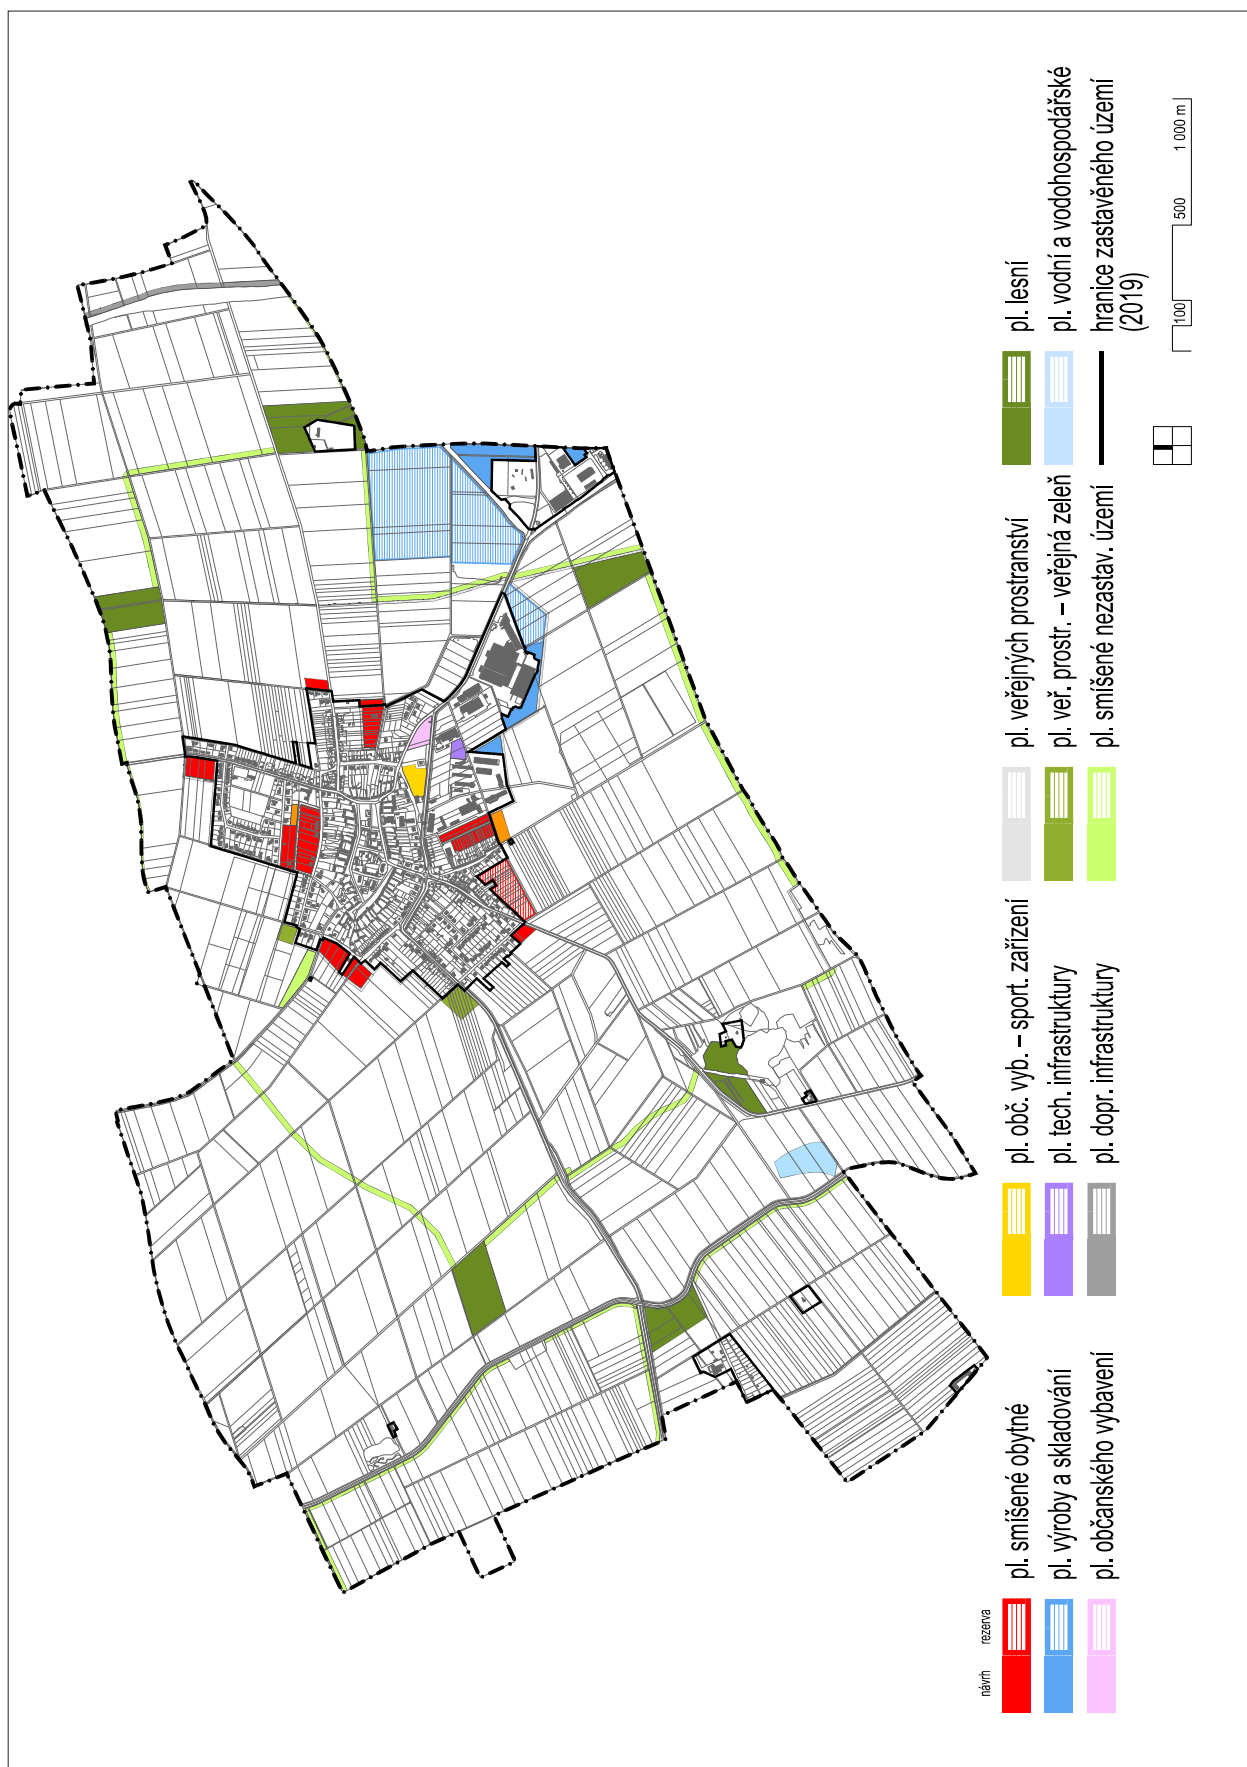 návrh
rezerva
pl. smíšené obytné
pl. výroby a skladování
pl. občanského vybavení
pl. obč. vyb. – sport. zařízení
pl. tech. infrastruktury
pl. dopr. infrastruktury
pl. veřejných prostranství
pl. veř. prostr. – veřejná zeleň
pl. smíšené nezastav. území
pl. lesní
pl. vodní a vodohospodářské
hranice zastavěného území
(2019)
100
500
1 000 m